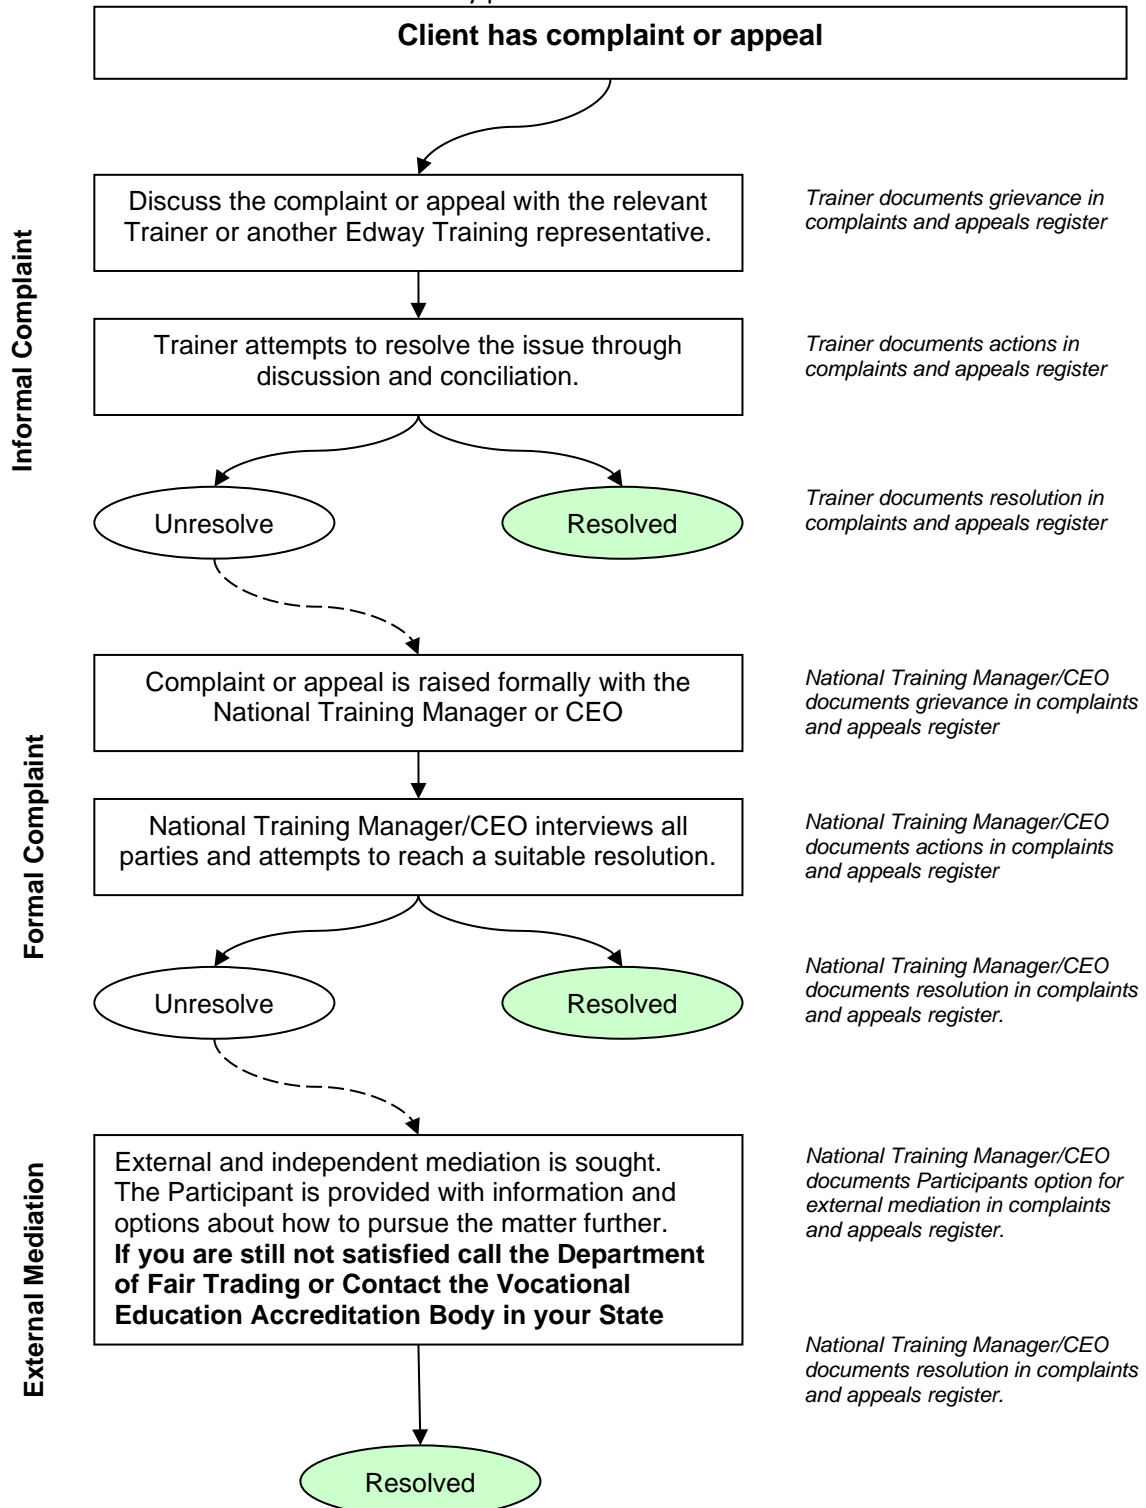 Client has complaint or appeal
Informal Complaint
Discuss the complaint or appeal with the relevant
Trainer or another Edway Training representative.
Trainer documents grievance in
complaints and appeals register
Trainer attempts to resolve the issue through
discussion and conciliation.
Trainer documents actions in
complaints and appeals register
Unresolve
Resolved
Trainer documents resolution in
complaints and appeals register
Formal Complaint
Complaint or appeal is raised formally with the
National Training Manager or CEO
National Training Manager/CEO
documents grievance in complaints
and appeals register
National Training Manager/CEO interviews all
parties and attempts to reach a suitable resolution.
National Training Manager/CEO
documents actions in complaints
and appeals register
Unresolve
Resolved
National Training Manager/CEO
documents resolution in complaints
and appeals register.
External Mediation
External and independent mediation is sought.
The Participant is provided with information and
options about how to pursue the matter further.
If you are still not satisfied call the Department
of Fair Trading or Contact the Vocational
Education Accreditation Body in your State
National Training Manager/CEO
documents Participants option for
external mediation in complaints
and appeals register.
National Training Manager/CEO
documents resolution in complaints
and appeals register.
Resolved